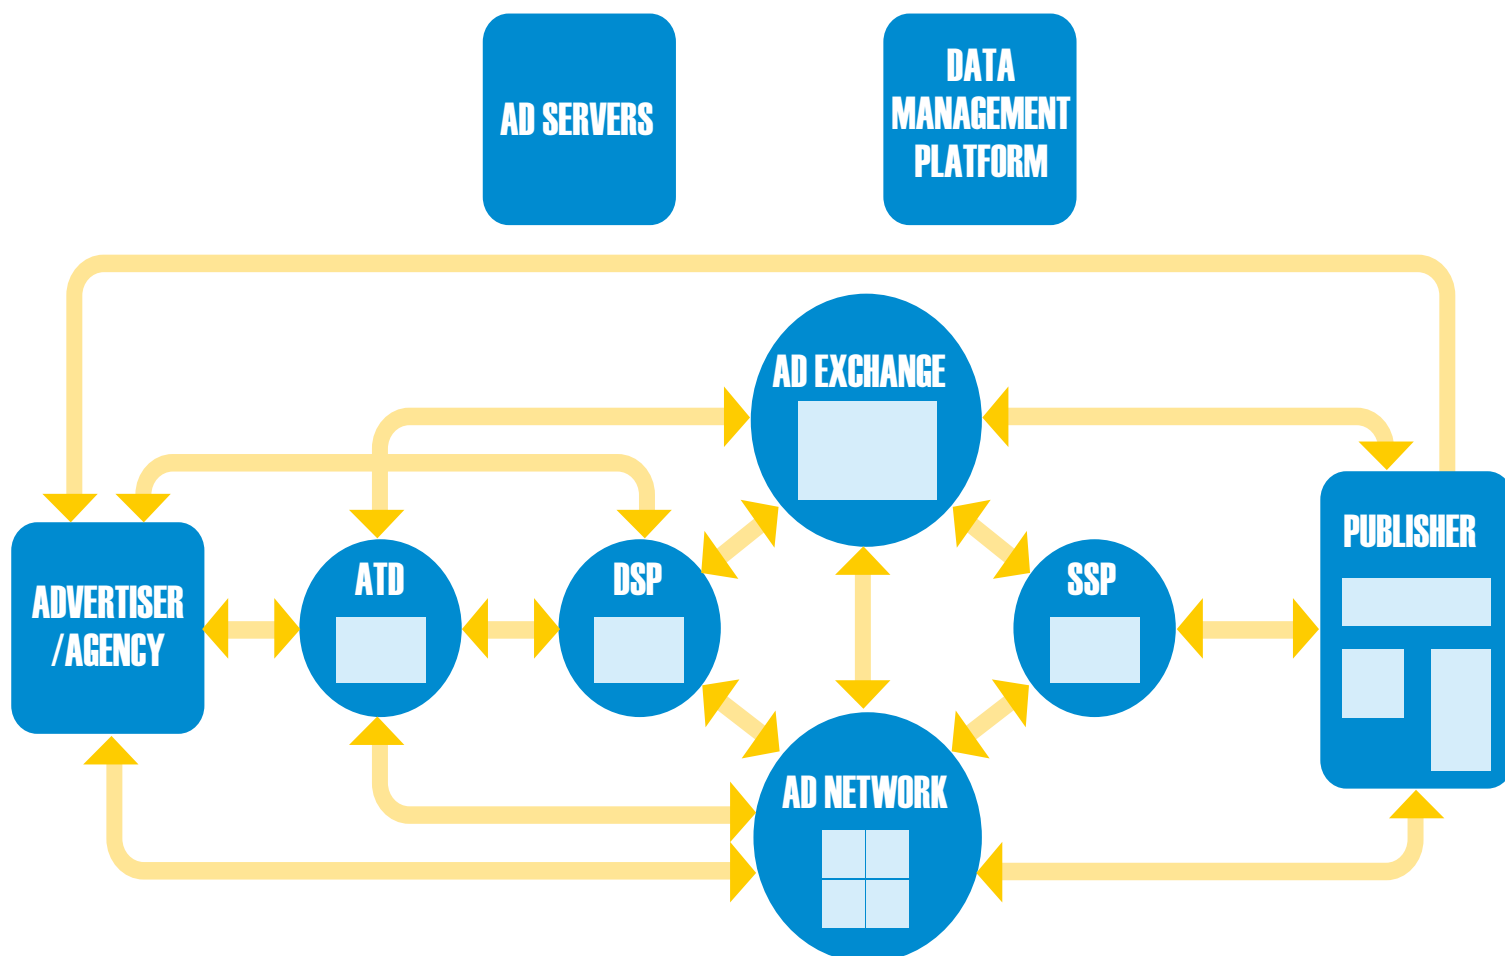 AD SERVERS
DATA
MANAGEMENT
PLATFORM
AD EXCHANGE
ADVERTISER
/AGENCY
ATD
DSP
SSP
PUBLISHER
AD NETWORK